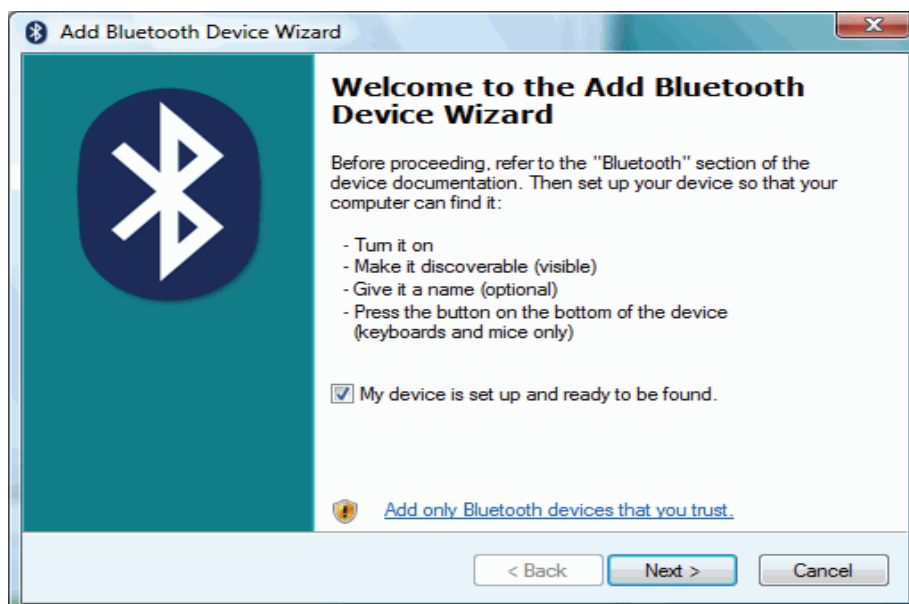 Add Bluetooth Device Wizard
Welcome to the Add Bluetooth
Device Wizard
Before proceeding, refer to the "Bluetooth" section of the
device documentation. Then set up your device so that your
computer can find it:
- Turn it on
- Make it discoverable (visible)
- Give it a name (optional)
- Press the button on the bottom of the device
(keyboards and mice only)
My device is set up and ready to be found.
Add only Bluetooth devices that you trust.
< Back Next > Cancel